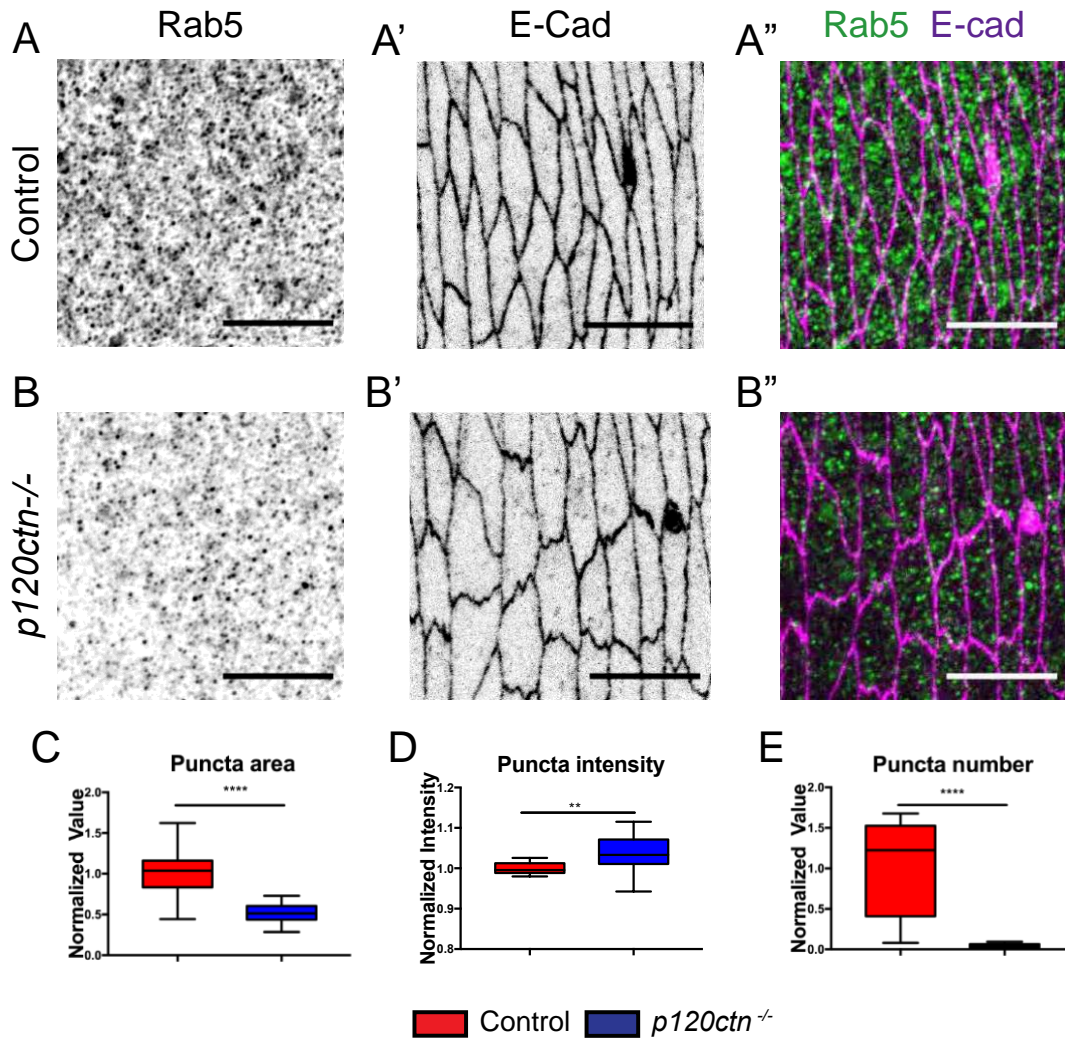 Rab5
E-Cad
Rab5 E-cad
A
A'
A"
Control
B
B'
B"
p120ctn-/-
C
Puncta area
Normalized Value
2.0
1.5
1.0
0.5
0.0
****
D
Puncta intensity
Normalized Intensity
1.2
1.1
1.0
0.9
0.8
**
E
Puncta number
Normalized Value
2.0
1.5
1.0
0.5
0.0
****
Control
p120ctn -/-